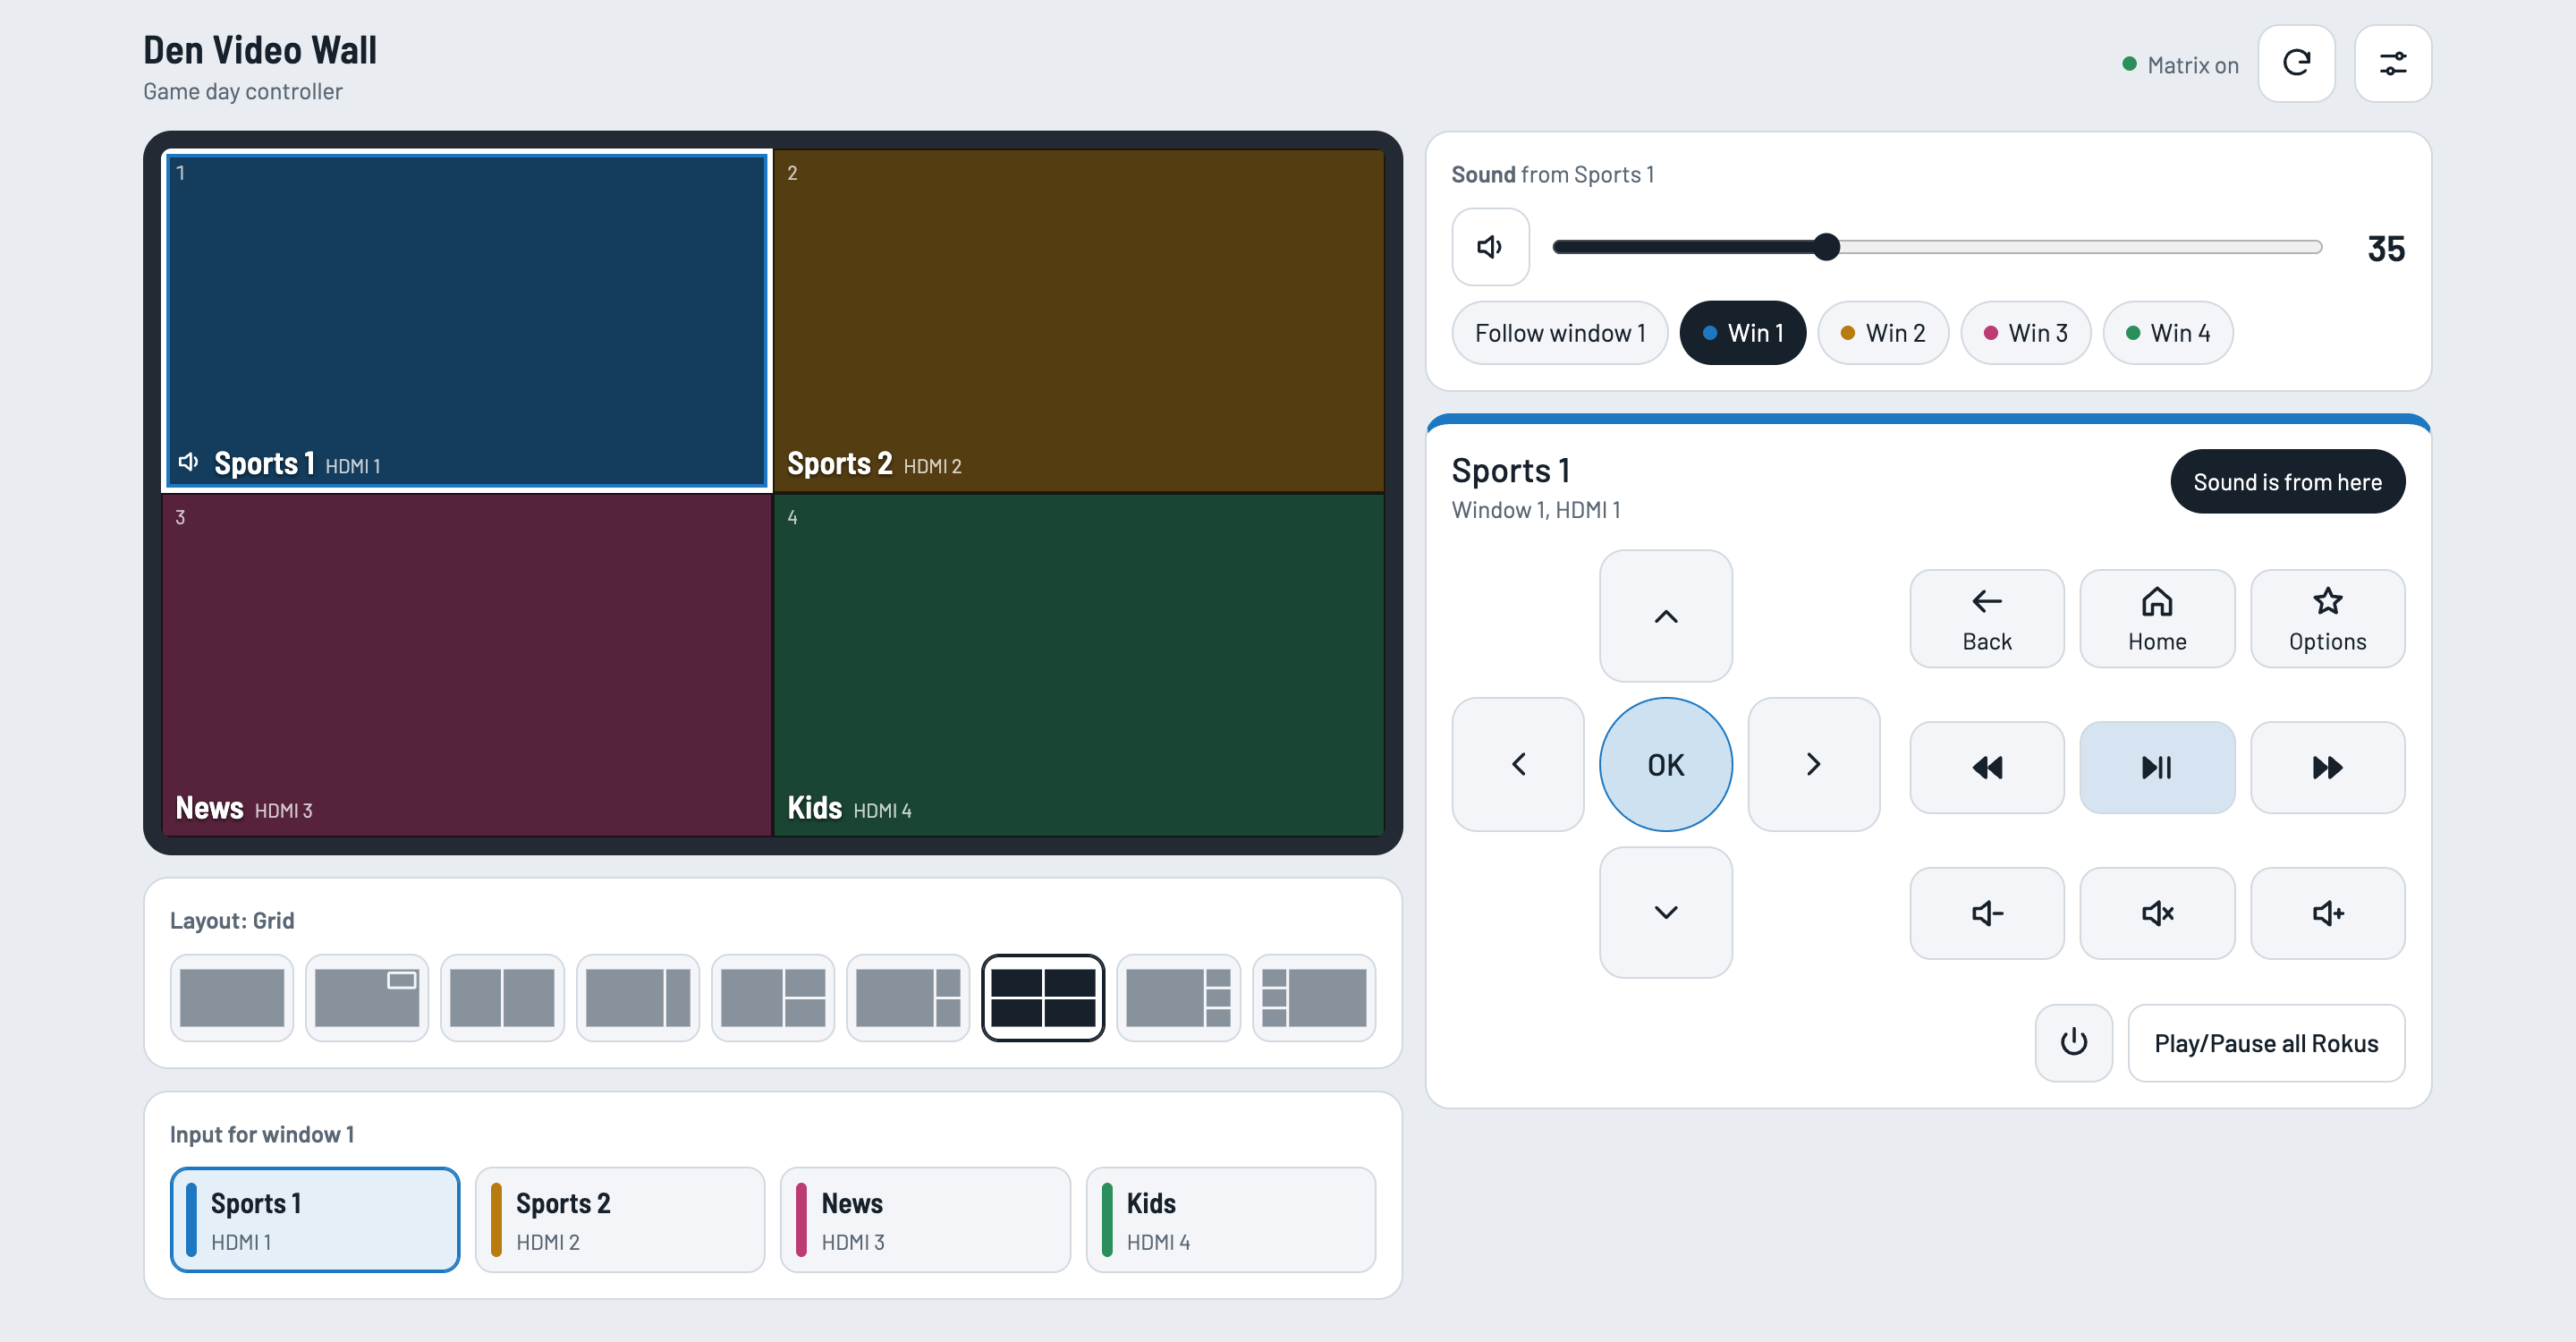 Den Video Wall
Game day controller
Matrix on
1
2
Sports 1 HDMI 1
Sports 2 HDMI 2
3
4
News HDMI 3
Kids HDMI 4
Layout: Grid
Input for window 1
Sports 1
HDMI 1
Sports 2
HDMI 2
News
HDMI 3
Kids
HDMI 4
Sound from Sports 1
35
Follow window 1
Win 1
Win 2
Win 3
Win 4
Sports 1
Window 1, HDMI 1
Sound is from here
Back
Home
Options
OK
Play/Pause all Rokus